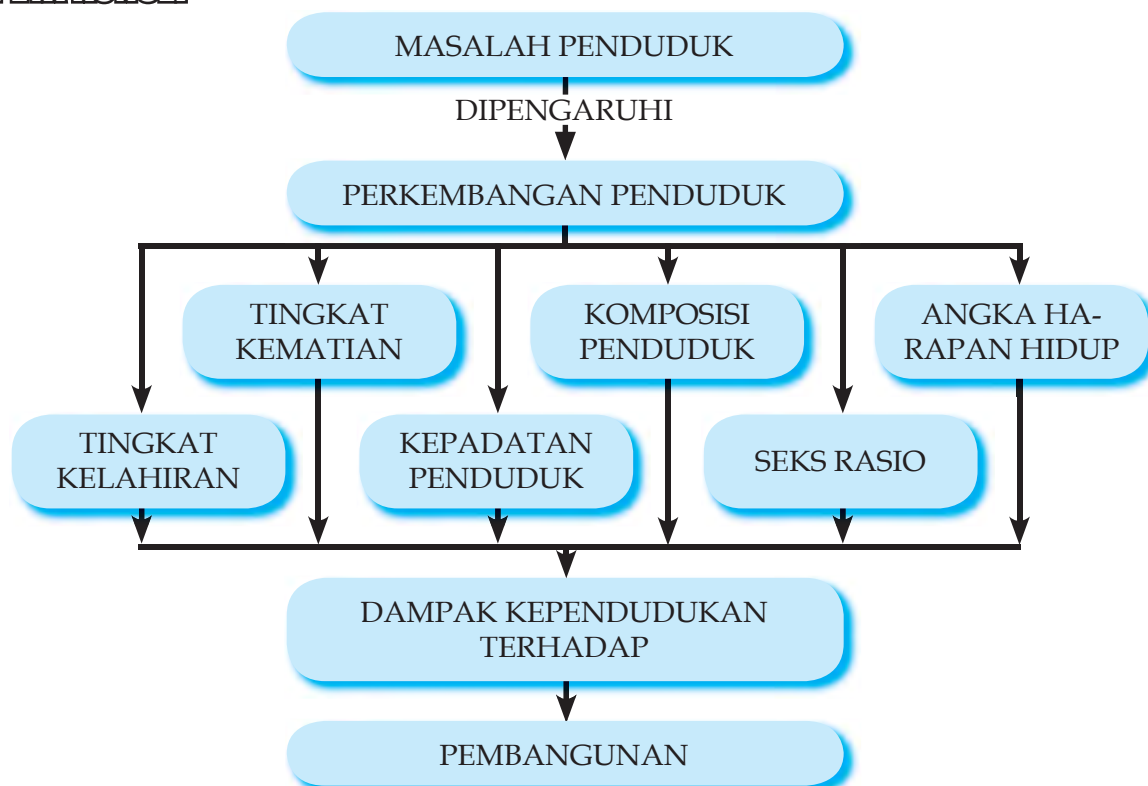 MASALAH PENDUDUK
DIPENGARUHI
PERKEMBANGAN PENDUDUK
TINGKAT
KEMATIAN
KOMPOSISI
PENDUDUK
ANGKA HA-
RAPAN HIDUP
TINGKAT
KELAHIRAN
KEPADATAN
PENDUDUK
SEKS RASIO
DAMPAK KEPENDUDUKAN
TERHADAP
PEMBANGUNAN